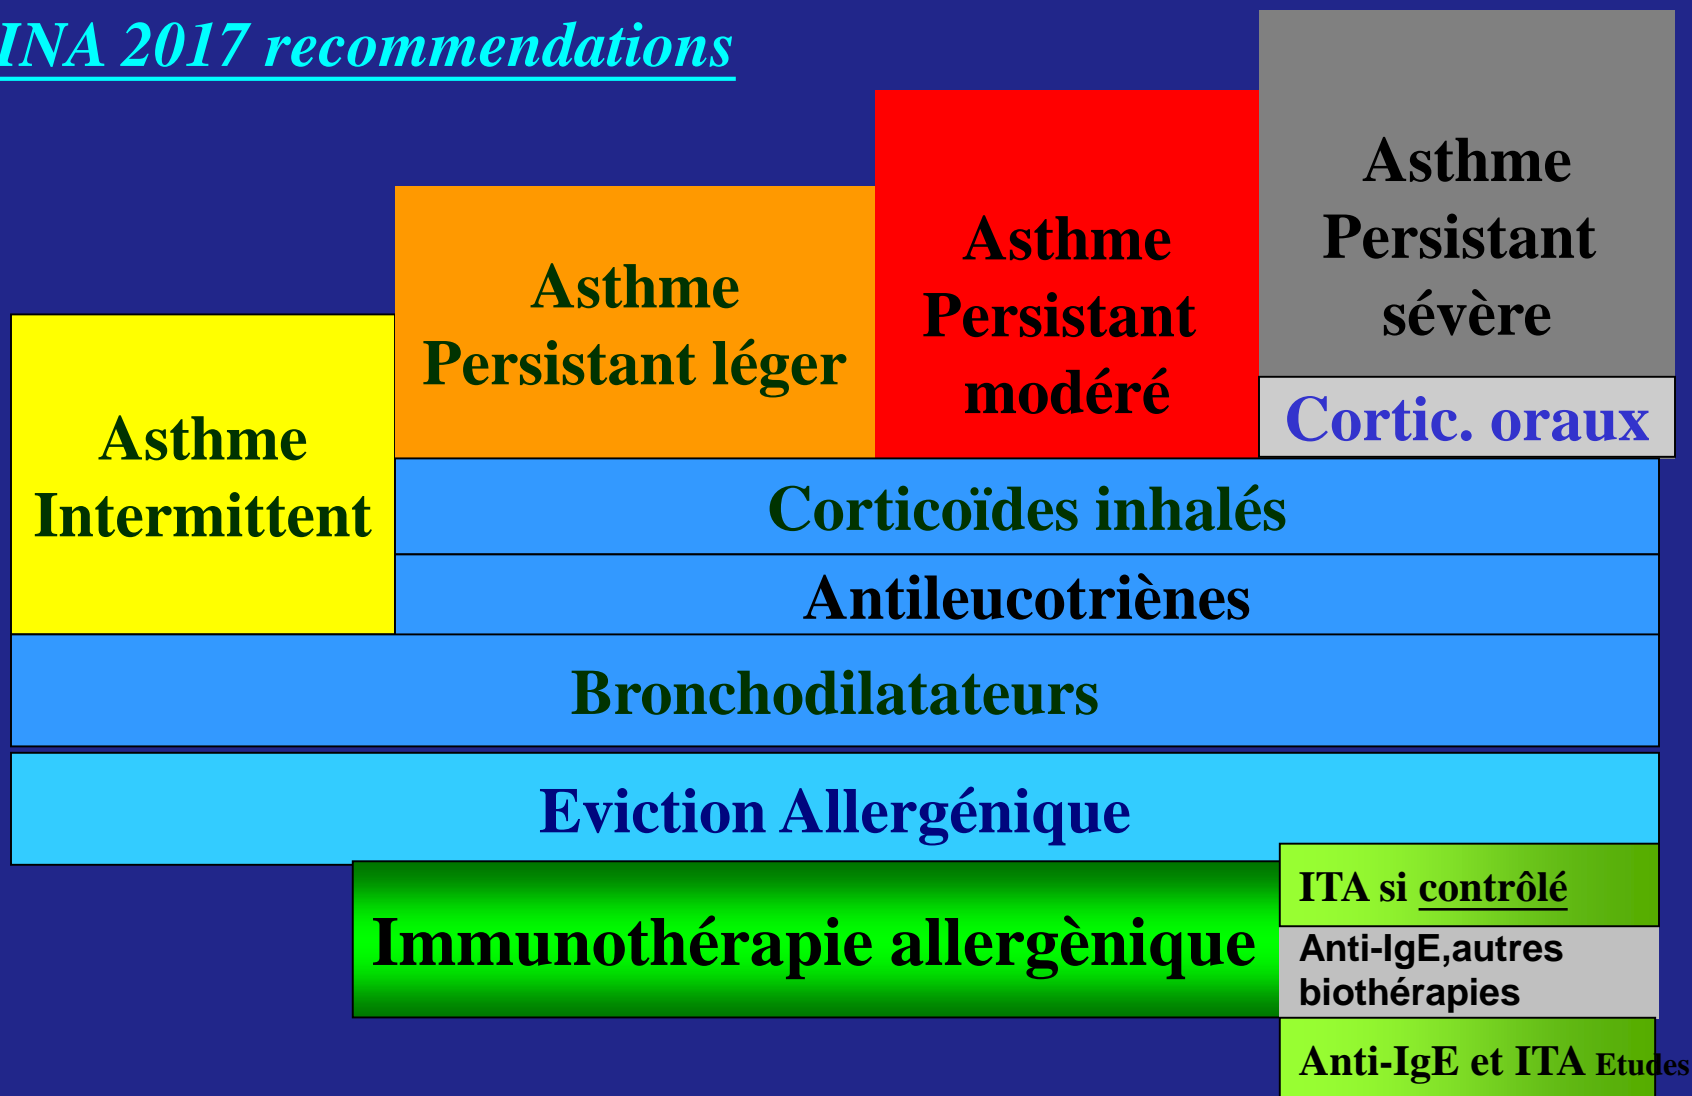 INA 2017 recommendations
Asthme
Intermittent
Asthme
Persistant léger
Asthme
Persistant
modéré
Asthme
Persistant
sévère
Cortic. oraux
Corticoïdes inhalés
Antileucotriènes
Bronchodilatateurs
Eviction Allergénique
Immunothérapie allergènique
ITA si contrôlé
Anti-IgE,autres
biothérapies
Anti-IgE et ITA Etudes